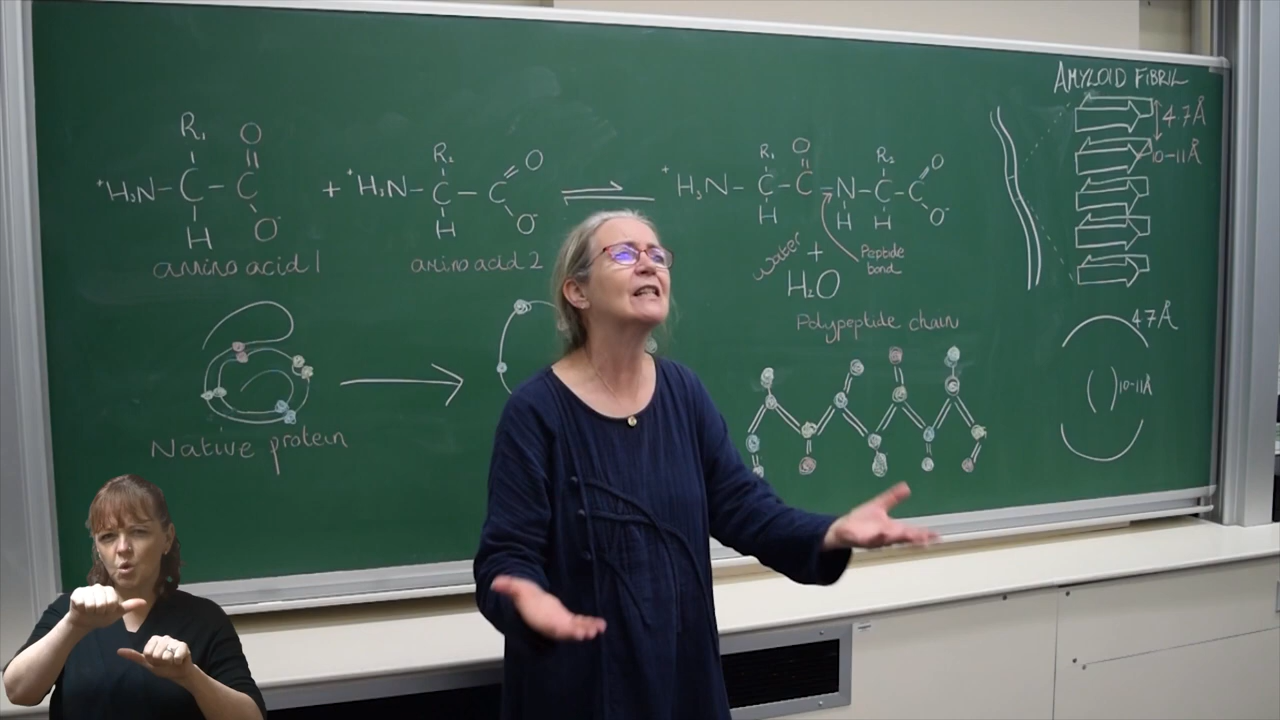 AMYLOID FIBRIL
4.7Å
10-11Å
R₁ O
⁺H₃N-C-C
H O⁻
amino acid 1
+
R₂ O
⁺H₃N-C-C
H O⁻
amino acid 2
R₁ O R₂ O
⁺H₃N-C-C-N-C-C
H H H O⁻
water + Peptide
H₂O bond
Polypeptide chain
Native protein
4.7Å
10-11Å